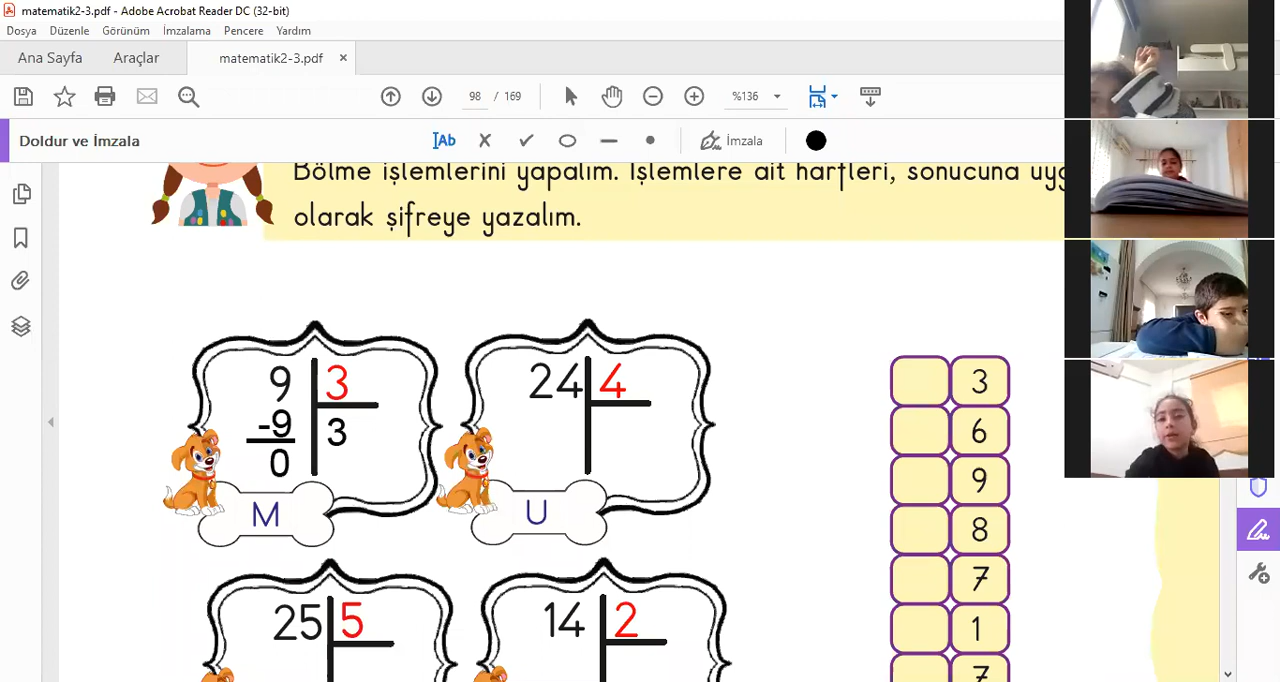 matematik2-3.pdf - Adobe Acrobat Reader DC (32-bit)
Dosya Düzenle Görünüm İmzalama Pencere Yardım
Ana Sayfa Araçlar matematik2-3.pdf ×
98 / 169 %136
Doldur ve İmzala Ab İmzala
Bölme işlemlerini yapalım. İşlemlere ait harfleri, sonucuna
olarak şifreye yazalım.
9 3
-9 3
0
M
24 4
U
25 5
14 2
3
6
9
8
7
1
7